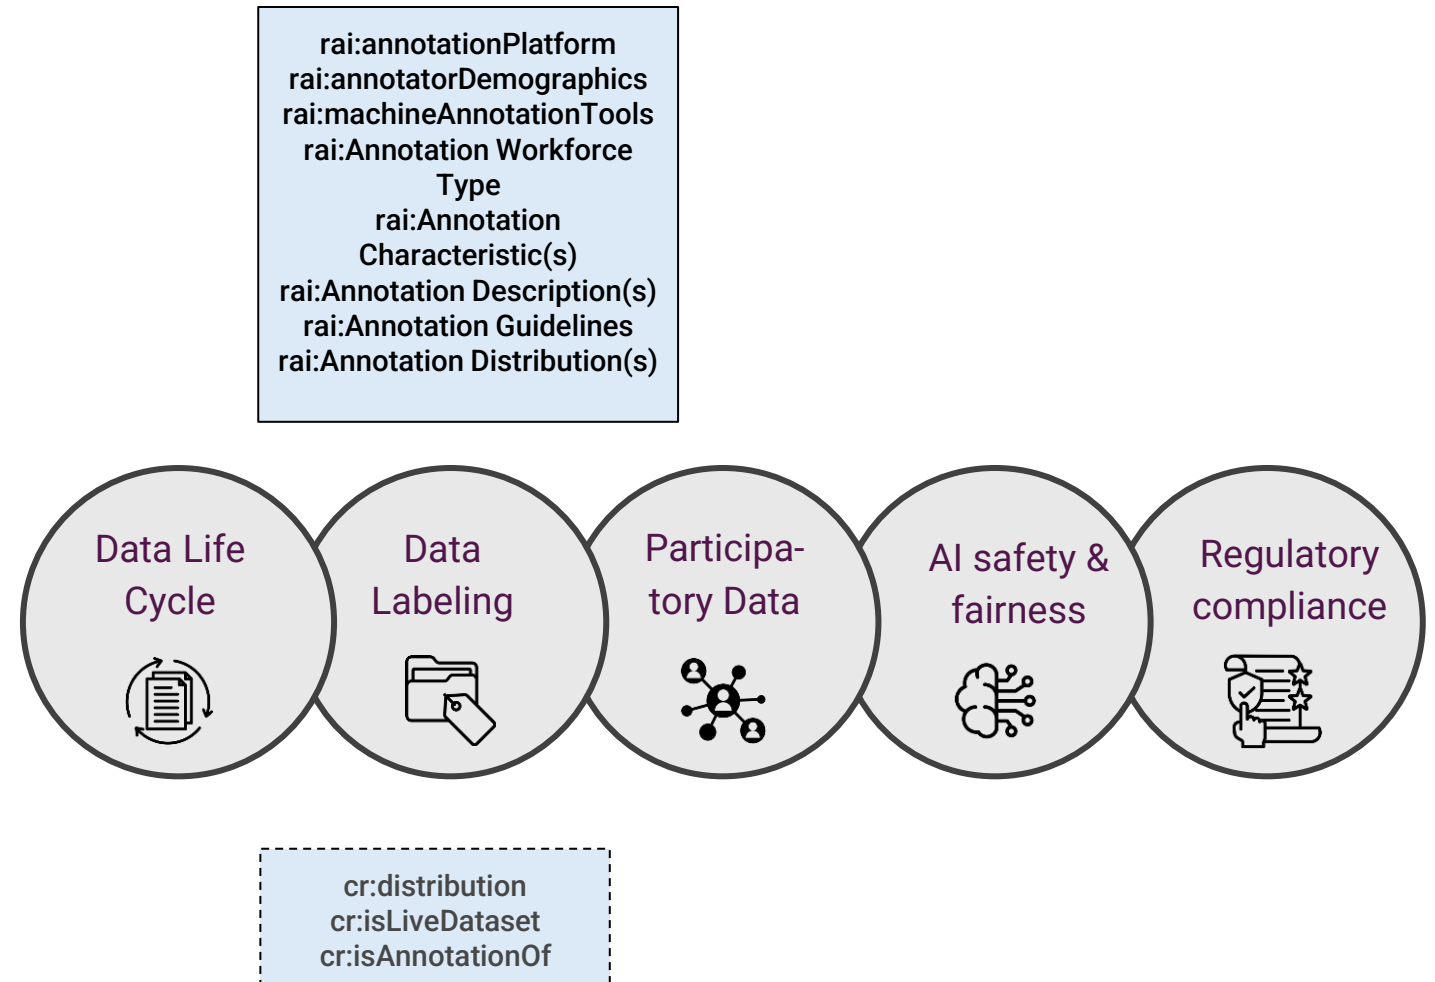 rai:annotationPlatform
rai:annotatorDemographics
rai:machineAnnotationTools
rai:Annotation Workforce
Type
rai:Annotation
Characteristic(s)
rai:Annotation Description(s)
rai:Annotation Guidelines
rai:Annotation Distribution(s)
Data Life
Cycle
Data
Labeling
Participa-
tory Data
AI safety &
fairness
Regulatory
compliance
cr:distribution
cr:isLiveDataset
cr:isAnnotationOf